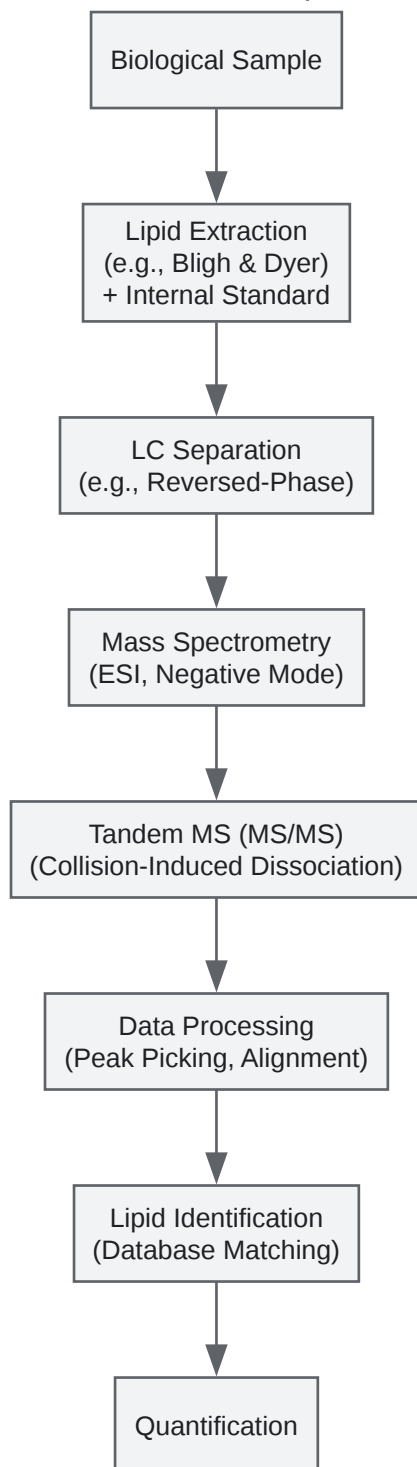 Biological Sample
Lipid Extraction
(e.g., Bligh & Dyer)
+ Internal Standard
LC Separation
(e.g., Reversed-Phase)
Mass Spectrometry
(ESI, Negative Mode)
Tandem MS (MS/MS)
(Collision-Induced Dissociation)
Data Processing
(Peak Picking, Alignment)
Lipid Identification
(Database Matching)
Quantification